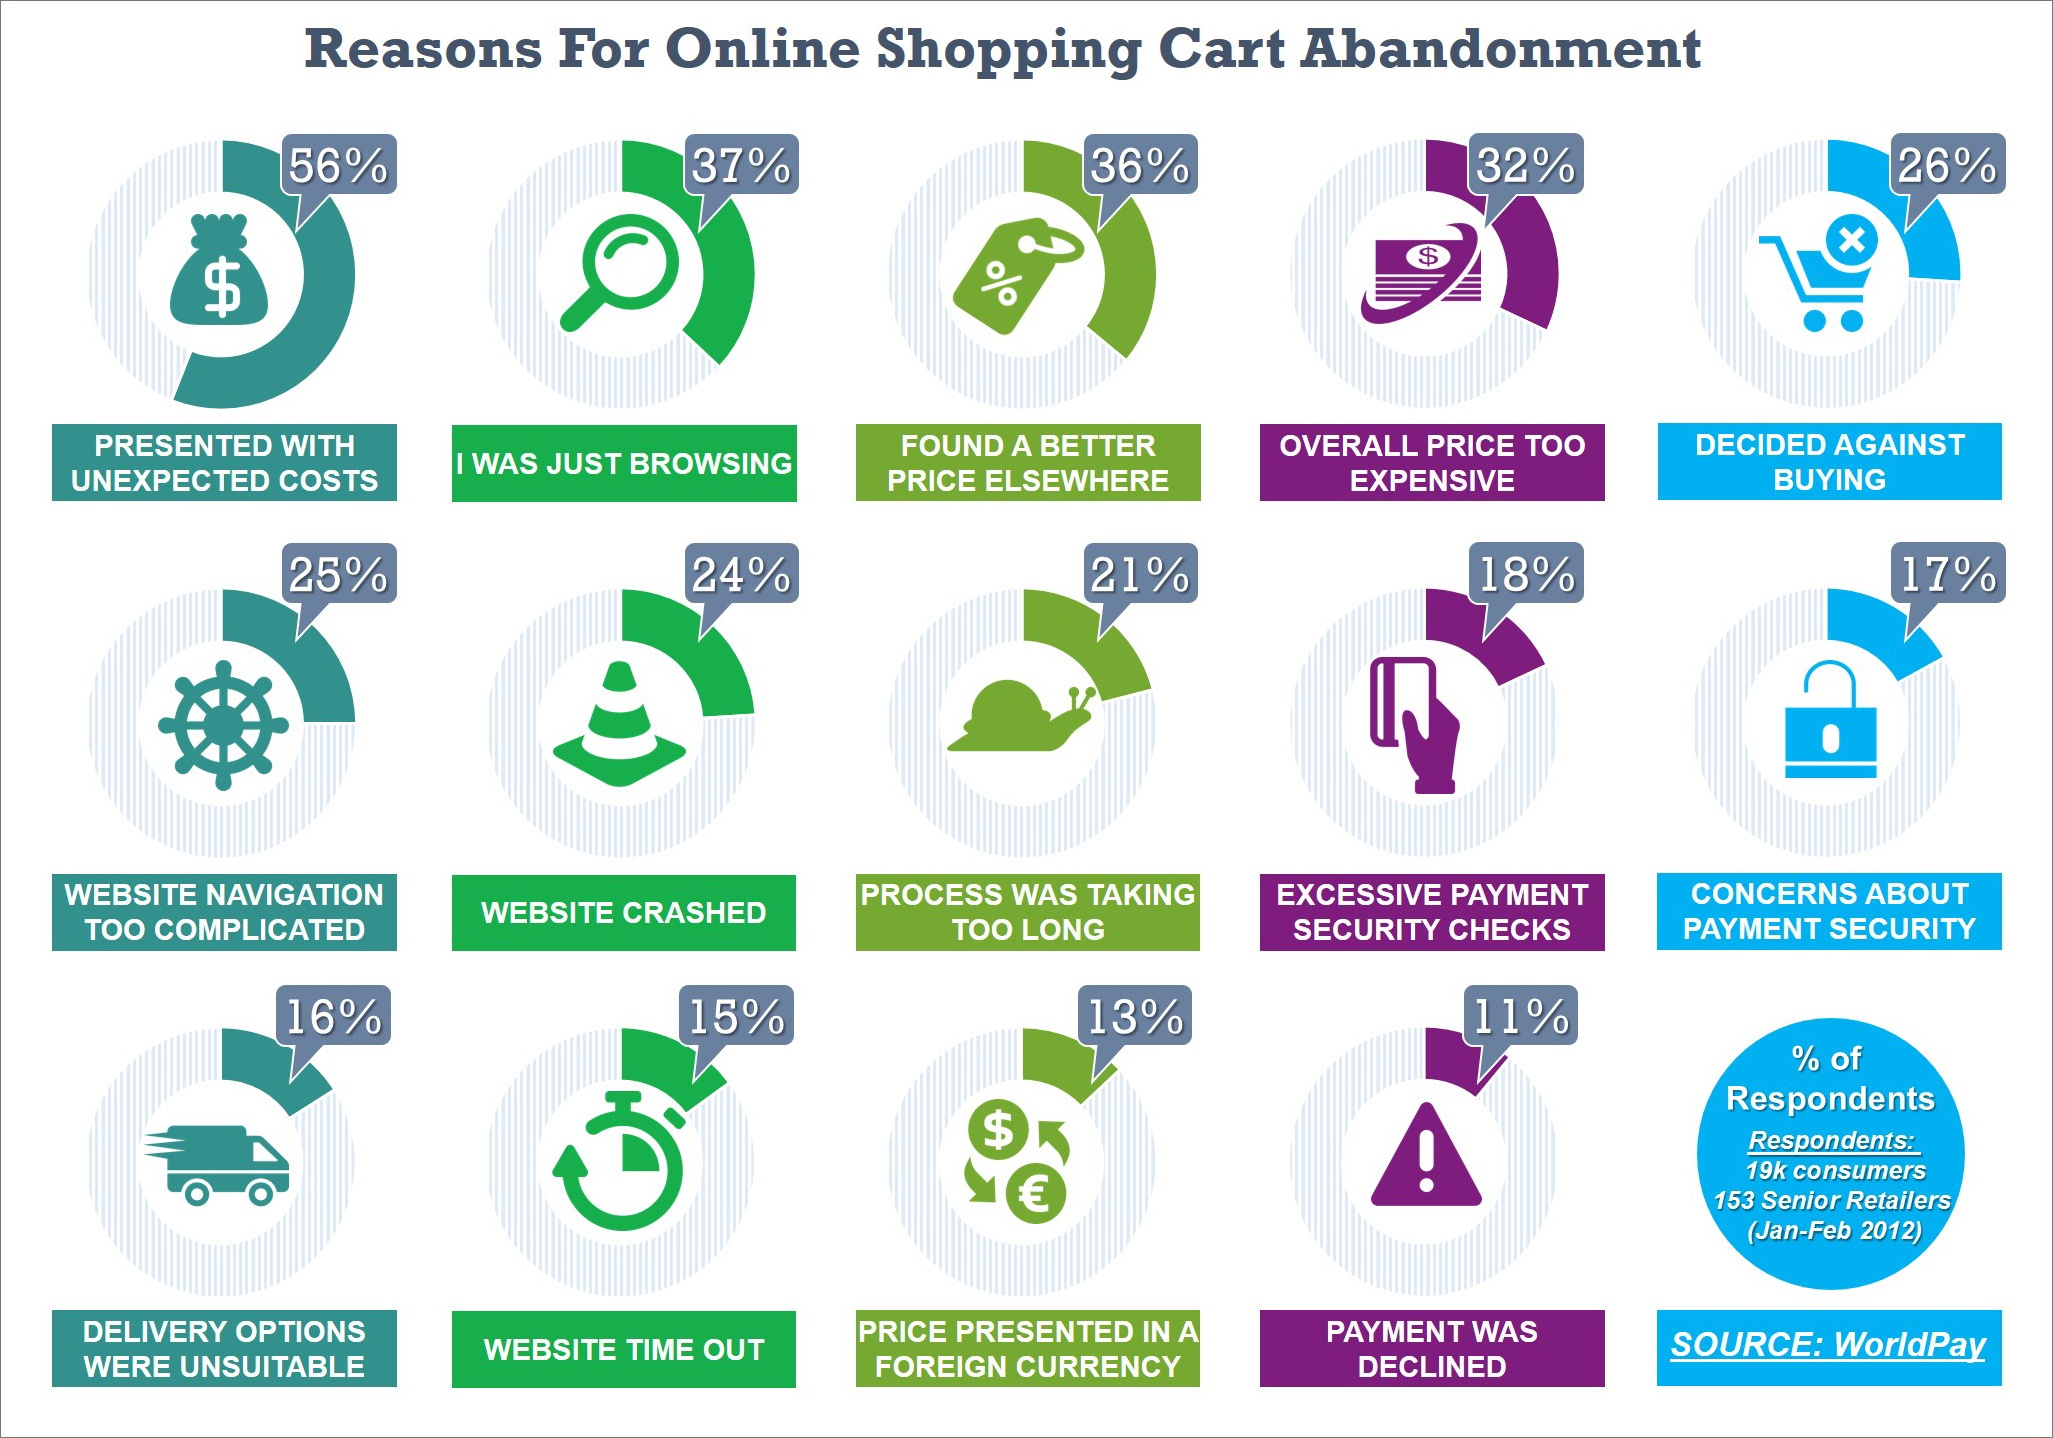 Reasons For Online Shopping Cart Abandonment
56%
37%
36%
32%
26%
$
%
$
PRESENTED WITH
UNEXPECTED COSTS
I WAS JUST BROWSING
FOUND A BETTER
PRICE ELSEWHERE
OVERALL PRICE TOO
EXPENSIVE
DECIDED AGAINST
BUYING
25%
24%
21%
18%
17%
WEBSITE NAVIGATION
TOO COMPLICATED
WEBSITE CRASHED
PROCESS WAS TAKING
TOO LONG
EXCESSIVE PAYMENT
SECURITY CHECKS
CONCERNS ABOUT
PAYMENT SECURITY
16%
15%
13%
11%
$
€
!
% of
Respondents
Respondents:
19k consumers
153 Senior Retailers
(Jan-Feb 2012)
DELIVERY OPTIONS
WERE UNSUITABLE
WEBSITE TIME OUT
PRICE PRESENTED IN A
FOREIGN CURRENCY
PAYMENT WAS
DECLINED
SOURCE: WorldPay